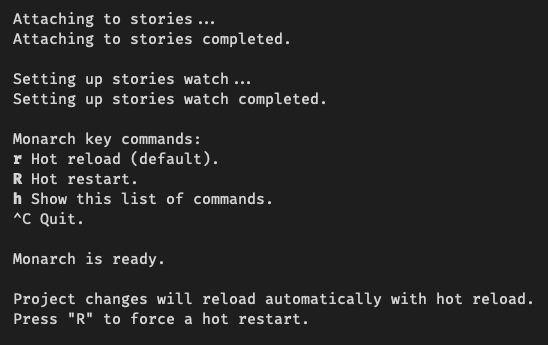 Attaching to stories...
Attaching to stories completed.
Setting up stories watch...
Setting up stories watch completed.
Monarch key commands:
r Hot reload (default).
R Hot restart.
h Show this list of commands.
^C Quit.
Monarch is ready.
Project changes will reload automatically with hot reload.
Press "R" to force a hot restart.